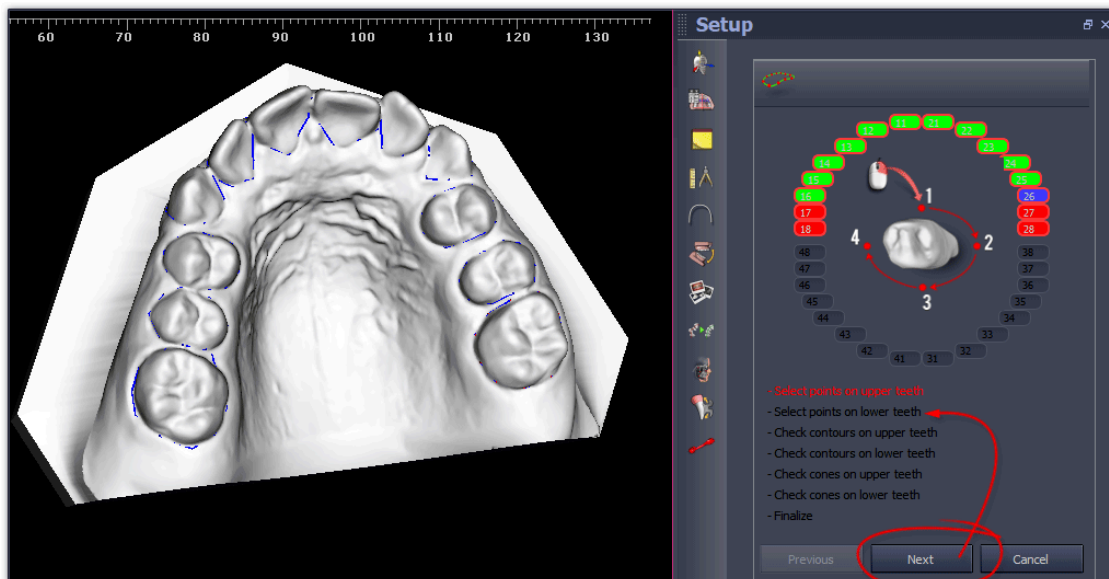 60 70 80 90 100 110 120 130
Setup
11 21
12 22
13 23
14 24
15 25
16 26
17 27
18 28
1
4 2
3
48 38
47 37
46 36
45 35
44 34
43 33
42 32
41 31
- Select points on upper teeth
- Select points on lower teeth
- Check contours on upper teeth
- Check contours on lower teeth
- Check cones on upper teeth
- Check cones on lower teeth
- Finalize
Previous Next Cancel